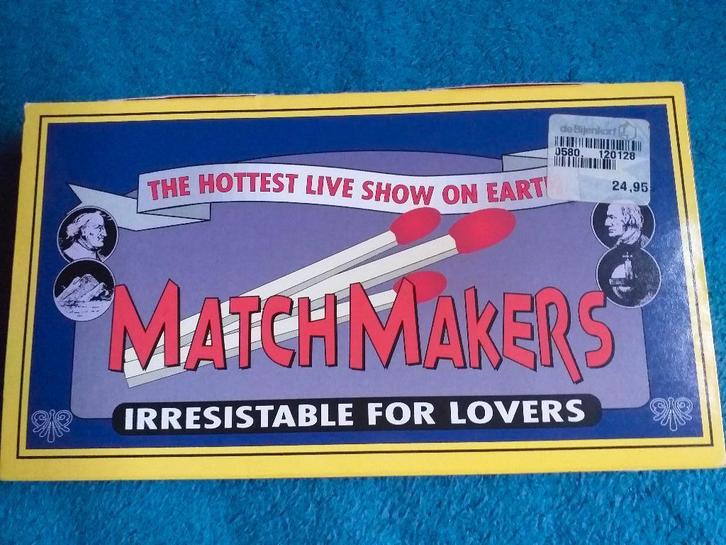 de Bijenkorf
0580 120128
24,95
THE HOTTEST LIVE SHOW ON EART
MATCHMAKERS
IRRESISTABLE FOR LOVERS